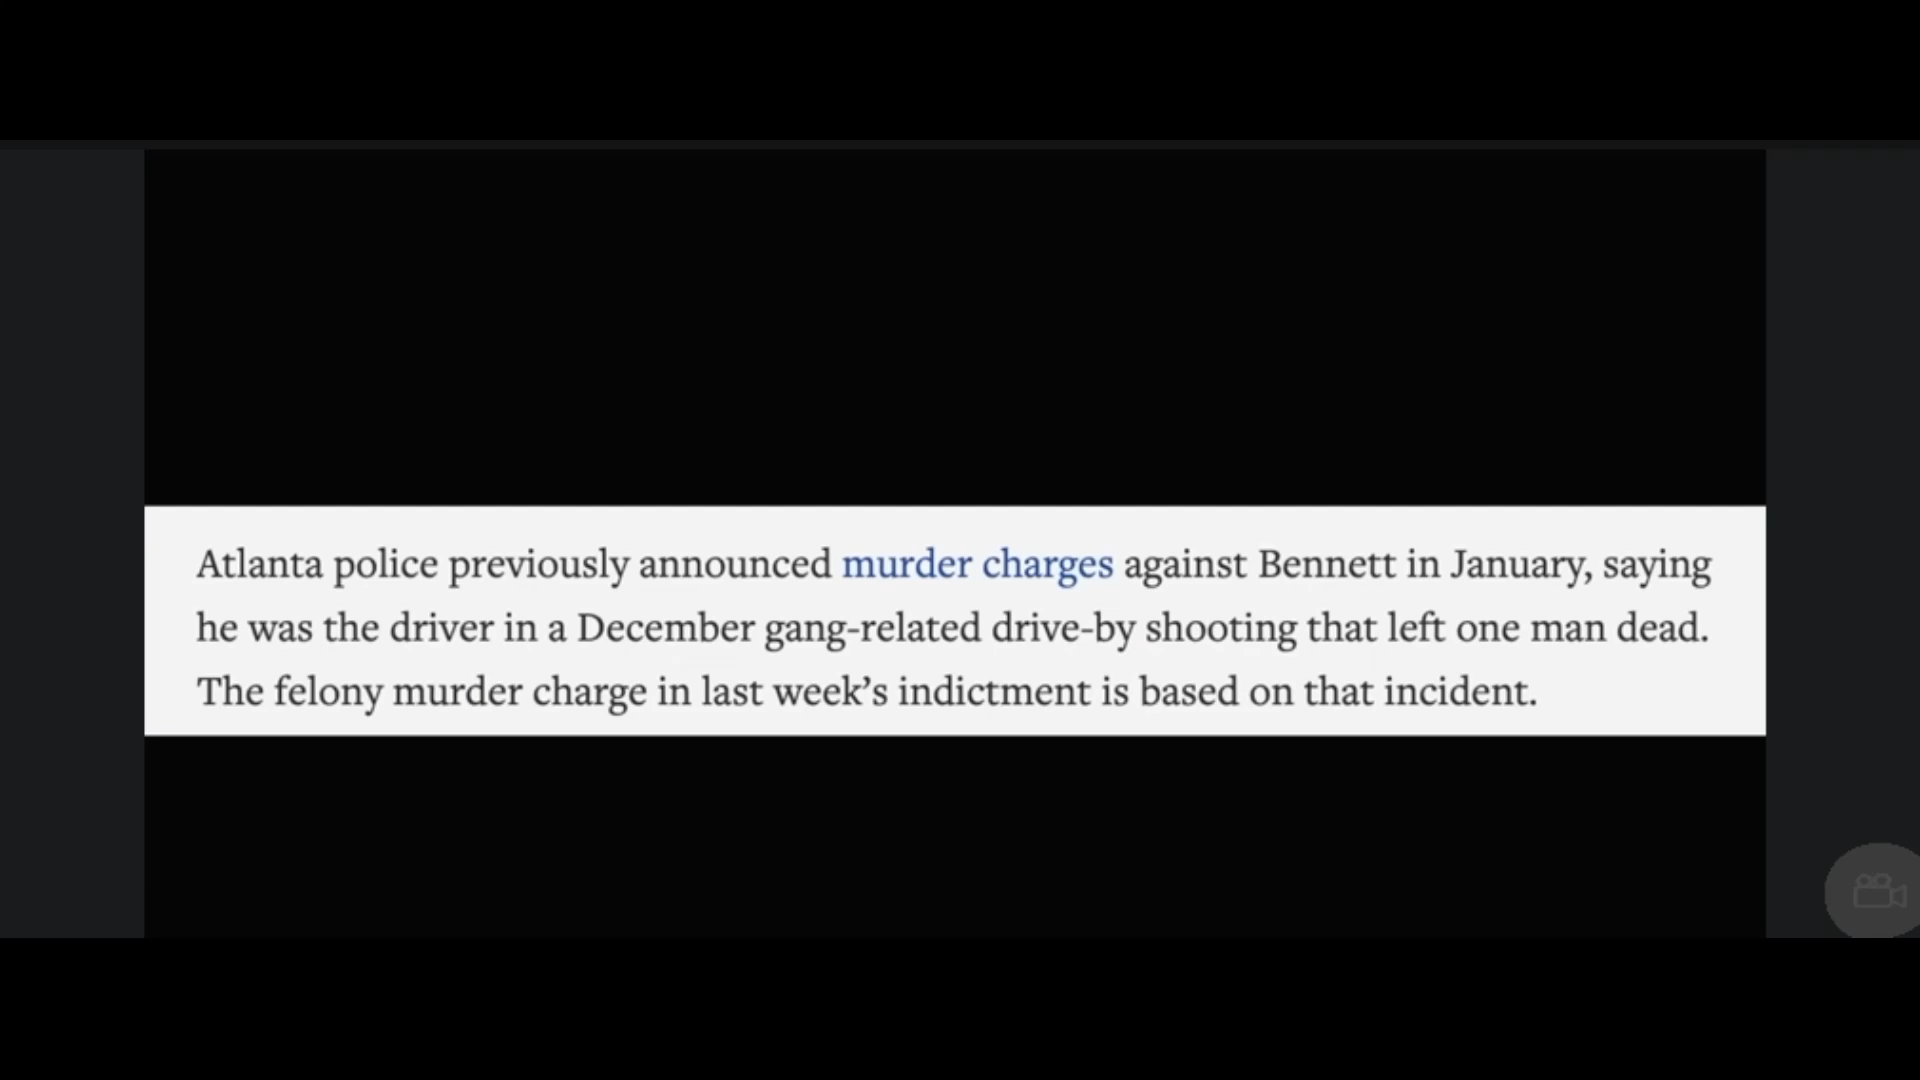 Atlanta police previously announced murder charges against Bennett in January, saying
he was the driver in a December gang-related drive-by shooting that left one man dead.
The felony murder charge in last week’s indictment is based on that incident.